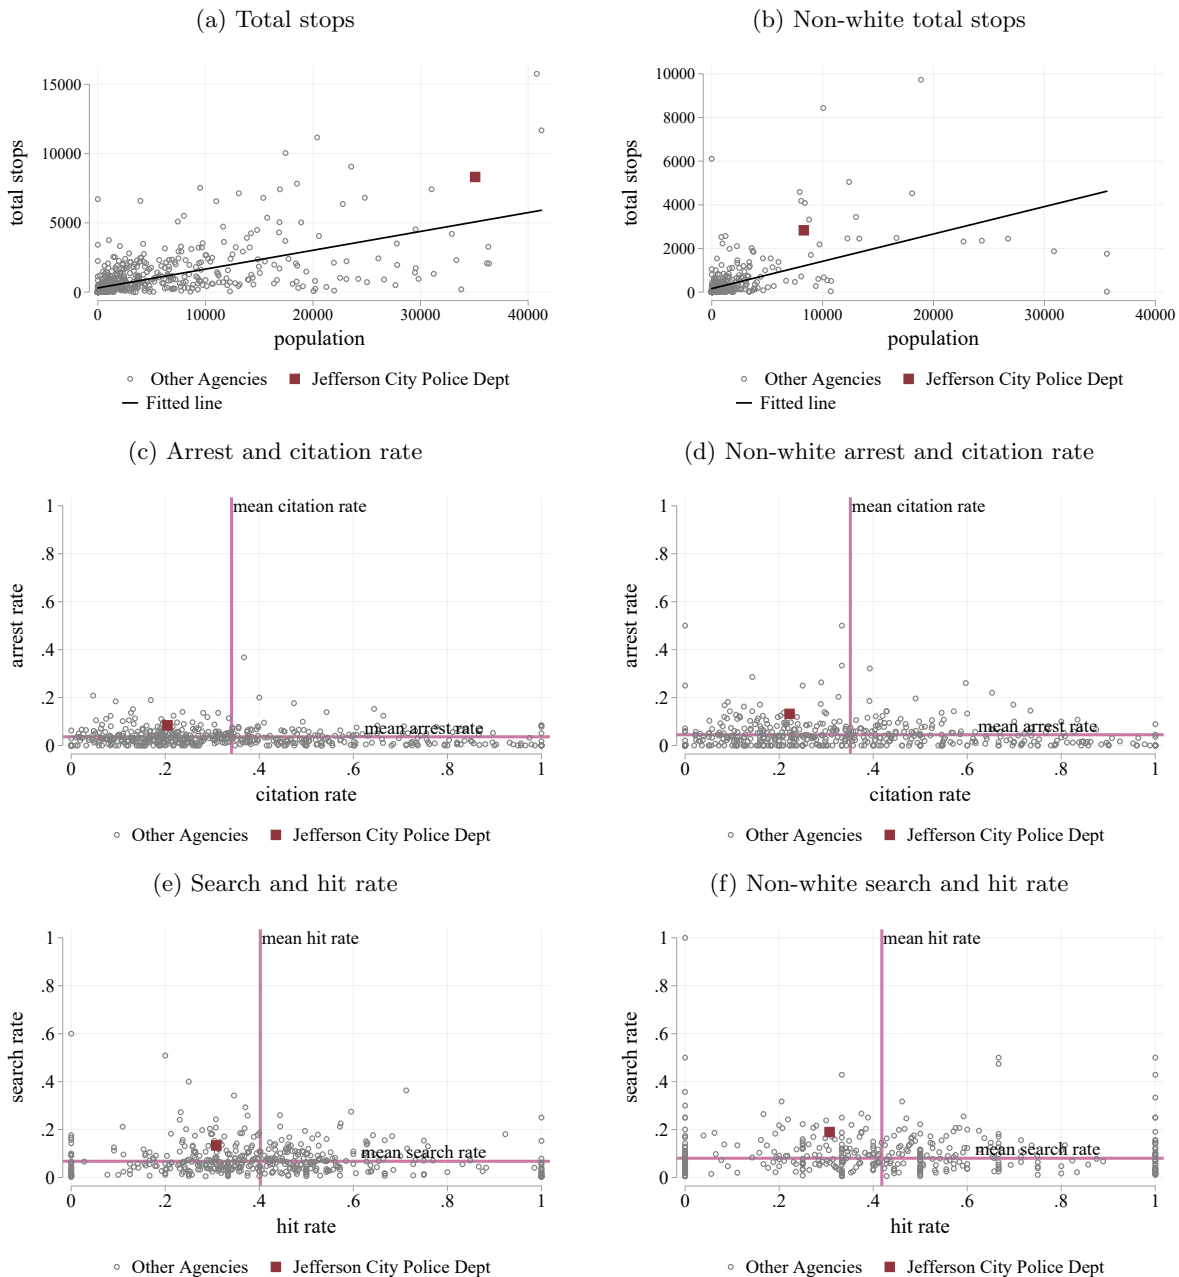 (a) Total stops
(b) Non-white total stops
total stops
15000
10000
5000
0
0 10000 20000 30000 40000
population
Other Agencies Jefferson City Police Dept
Fitted line
total stops
10000
8000
6000
4000
2000
0
0 10000 20000 30000 40000
population
Other Agencies Jefferson City Police Dept
Fitted line
(c) Arrest and citation rate
(d) Non-white arrest and citation rate
arrest rate
1
.8
.6
.4
.2
0
mean citation rate
mean arrest rate
0 .2 .4 .6 .8 1
citation rate
Other Agencies Jefferson City Police Dept
arrest rate
1
.8
.6
.4
.2
0
mean citation rate
mean arrest rate
0 .2 .4 .6 .8 1
citation rate
Other Agencies Jefferson City Police Dept
(e) Search and hit rate
(f) Non-white search and hit rate
search rate
1
.8
.6
.4
.2
0
mean hit rate
mean search rate
0 .2 .4 .6 .8 1
hit rate
Other Agencies Jefferson City Police Dept
search rate
1
.8
.6
.4
.2
0
mean hit rate
mean search rate
0 .2 .4 .6 .8 1
hit rate
Other Agencies Jefferson City Police Dept